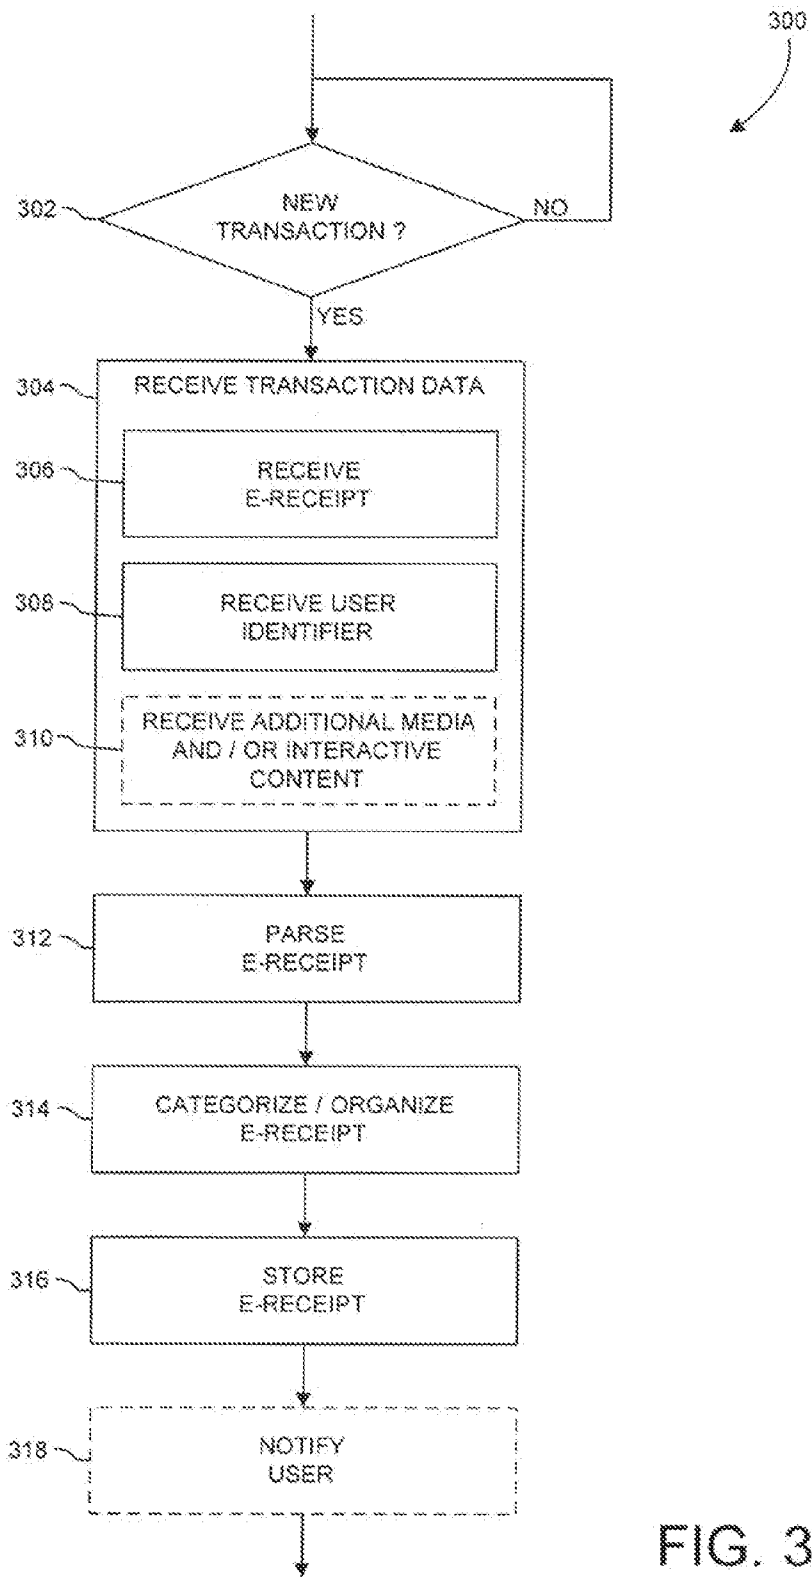 300
302
NEW
TRANSACTION ?
NO
YES
304
RECEIVE TRANSACTION DATA
306
RECEIVE
E-RECEIPT
308
RECEIVE USER
IDENTIFIER
310
RECEIVE ADDITIONAL MEDIA
AND / OR INTERACTIVE
CONTENT
312
PARSE
E-RECEIPT
314
CATEGORIZE / ORGANIZE
E-RECEIPT
316
STORE
E-RECEIPT
318
NOTIFY
USER
FIG. 3